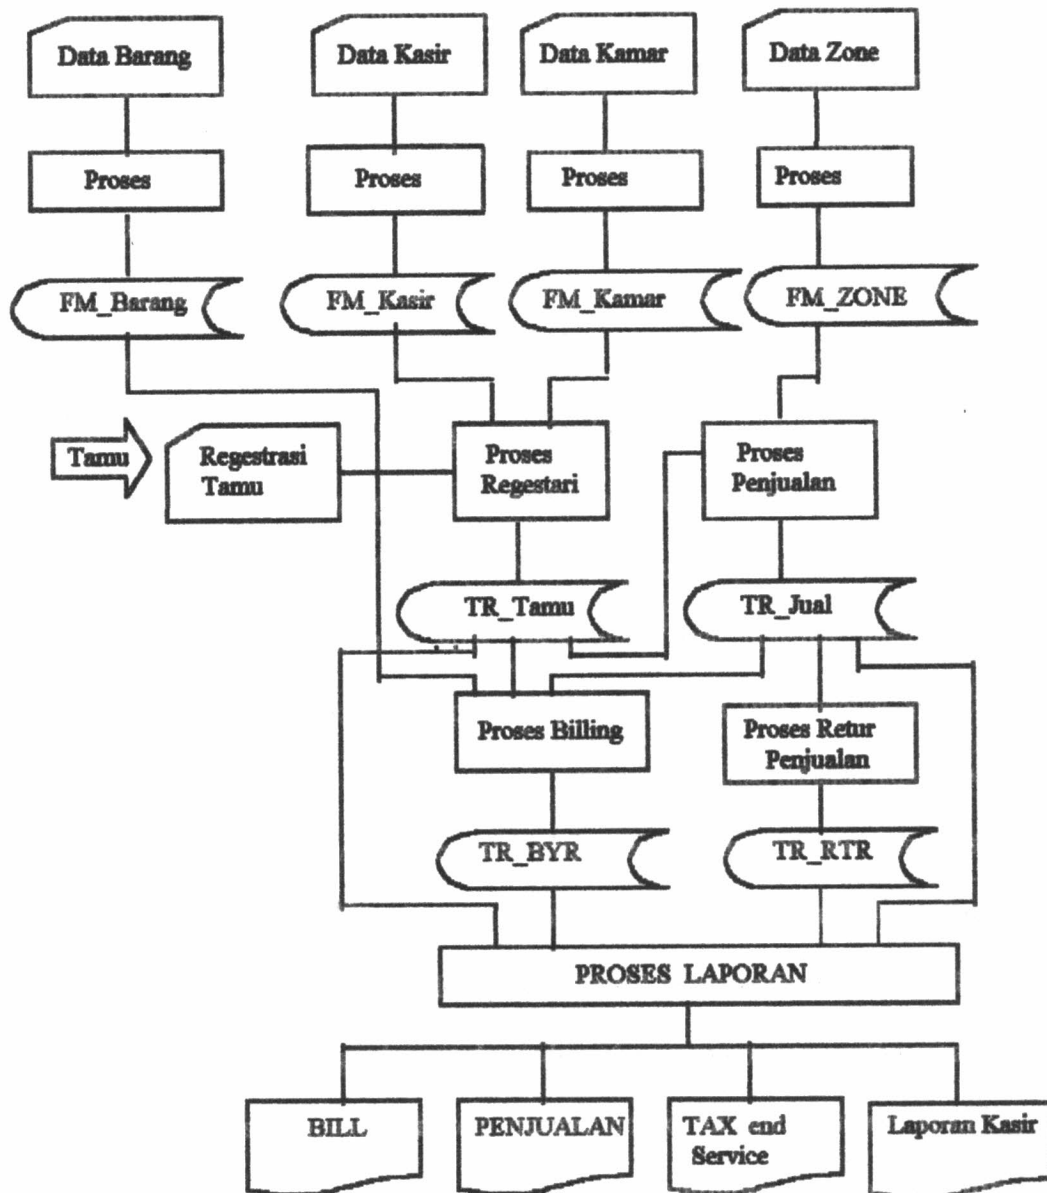 Data Barang
Data Kasir
Data Kamar
Data Zone
Proses
Proses
Proses
Proses
FM_Barang
FM_Kasir
FM_Kamar
FM_ZONE
Tamu
Regestrasi
Tamu
Proses
Regestari
Proses
Penjualan
TR_Tamu
TR_Jual
Proses Billing
Proses Retur
Penjualan
TR_BYR
TR_RTR
PROSES LAPORAN
BILL
PENJUALAN
TAX end
Service
Laporan Kasir